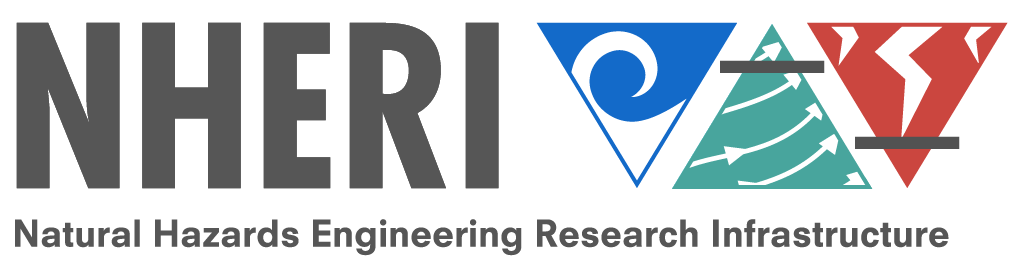 NHERI
Natural Hazards Engineering Research Infrastructure